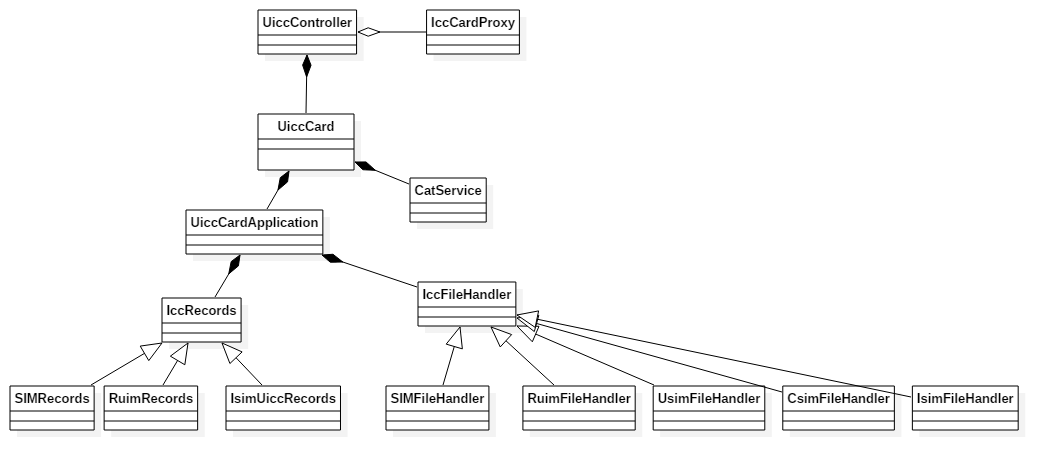 UiccController
IccCardProxy
UiccCard
CatService
UiccCardApplication
IccFileHandler
IccRecords
SIMRecords
RuimRecords
IsimUiccRecords
SIMFileHandler
RuimFileHandler
UsimFileHandler
CsimFileHandler
IsimFileHandler